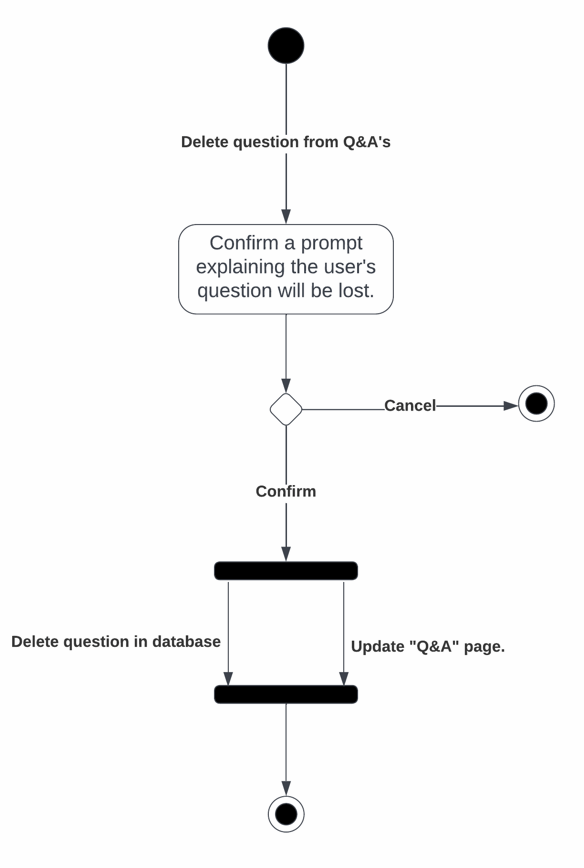 Delete question from Q&A's
Confirm a prompt
explaining the user's
question will be lost.
Cancel
Confirm
Delete question in database
Update "Q&A" page.